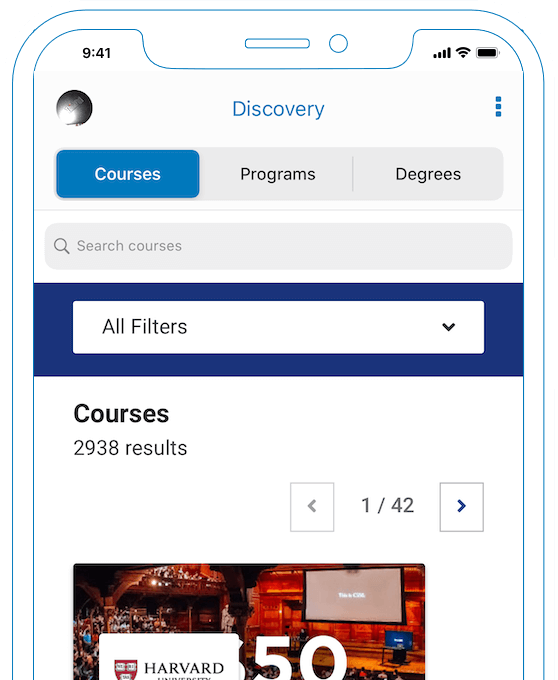 9:41
Discovery
Courses Programs Degrees
Search courses
All Filters
Courses
2938 results
1 / 42
This is CS50.
HARVARD
UNIVERSITY
50